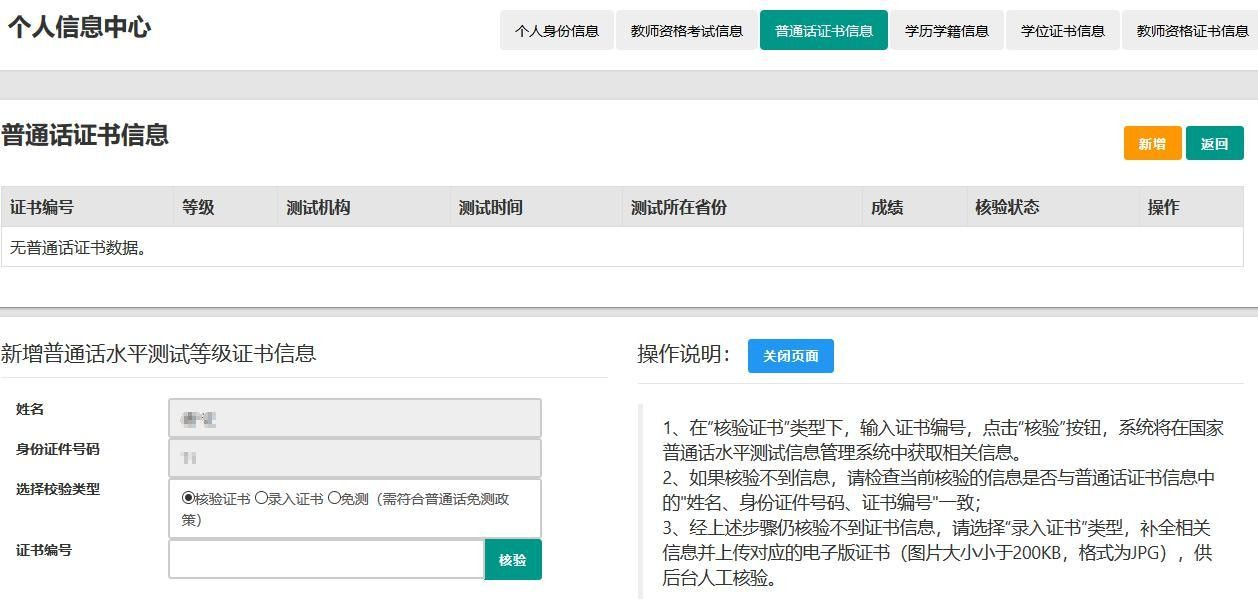 个人信息中心
个人身份信息 教师资格考试信息 普通话证书信息 学历学籍信息 学位证书信息 教师资格证书信息
普通话证书信息
新增 返回
证书编号 等级 测试机构 测试时间 测试所在省份 成绩 核验状态 操作
无普通话证书数据。
新增普通话水平测试等级证书信息
姓名
身份证件号码
选择校验类型
核验证书 录入证书 免测（需符合普通话免测政
策）
证书编号
核验
操作说明： 关闭页面
1、在"核验证书"类型下，输入证书编号，点击"核验"按钮，系统将在国家
普通话水平测试信息管理系统中获取相关信息。
2、如果核验不到信息，请检查当前核验的信息是否与普通话证书信息中
的"姓名、身份证件号码、证书编号"一致；
3、经上述步骤仍核验不到证书信息，请选择"录入证书"类型，补全相关
信息并上传对应的电子版证书（图片大小小于200KB，格式为JPG），供
后台人工核验。